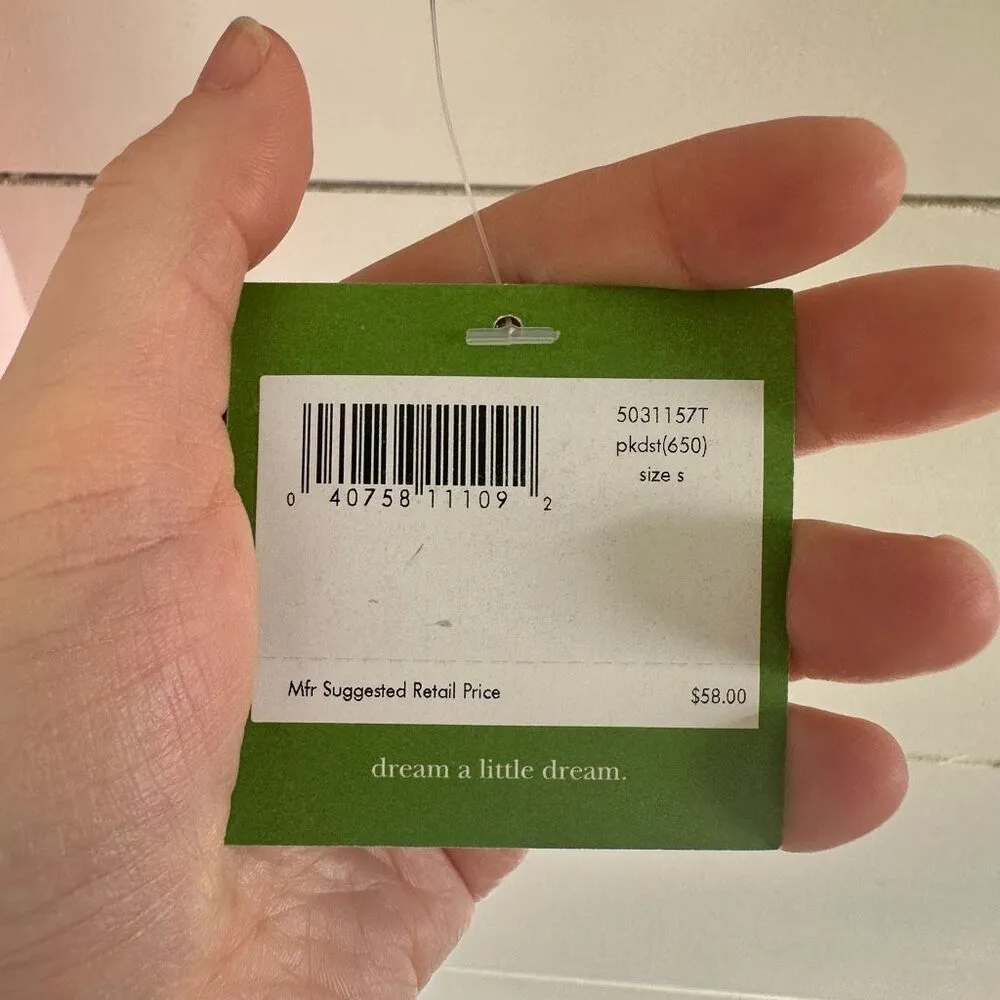 5031157T
pkdst(650)
size s
0 40758 11109 2
Mfr Suggested Retail Price $58.00
dream a little dream.